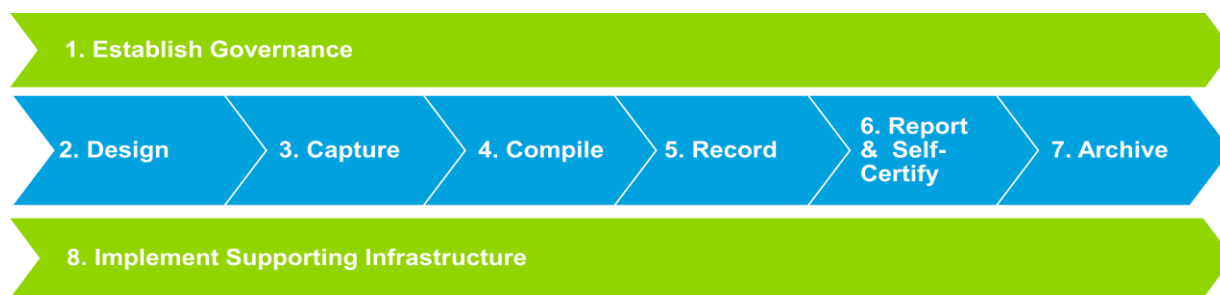 1. Establish Governance
2. Design
3. Capture
4. Compile
5. Record
6. Report
& Self-
Certify
7. Archive
8. Implement Supporting Infrastructure